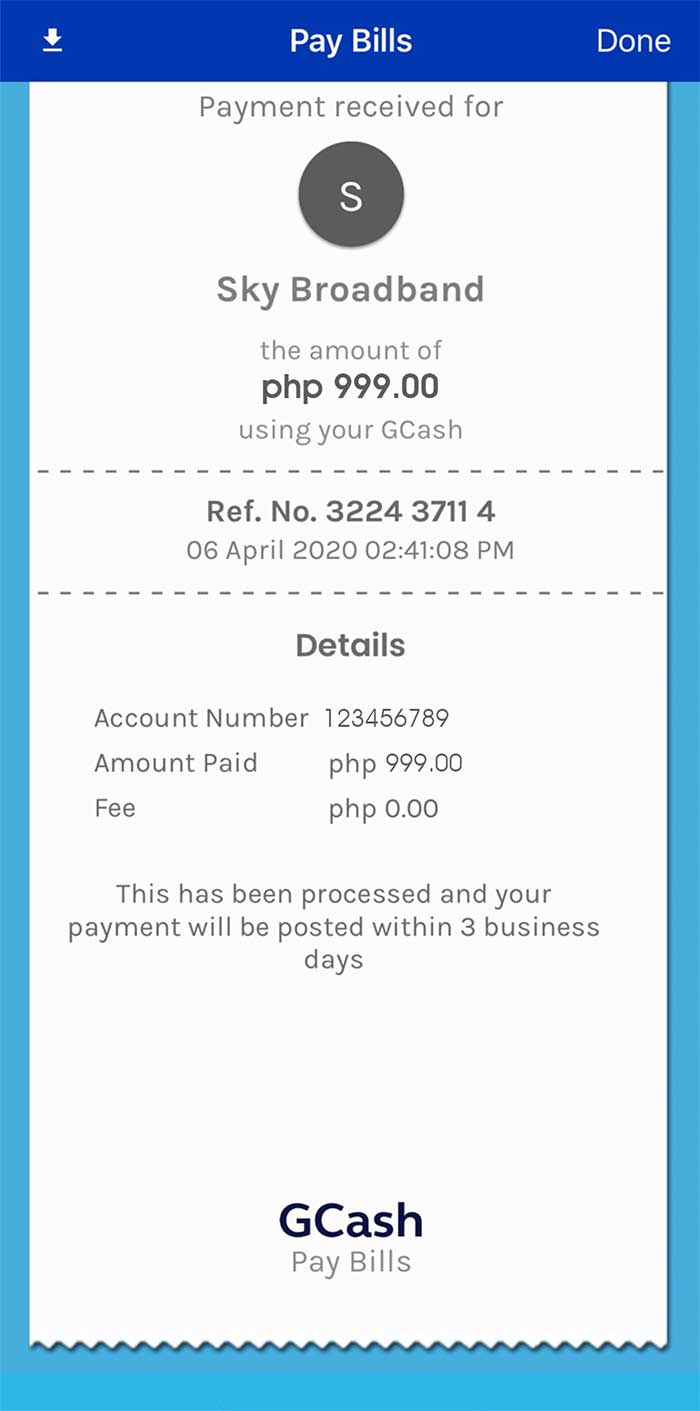 Pay Bills Done
Payment received for
S
Sky Broadband
the amount of
php 999.00
using your GCash
Ref. No. 3224 3711 4
06 April 2020 02:41:08 PM
Details
Account Number 123456789
Amount Paid php 999.00
Fee php 0.00
This has been processed and your
payment will be posted within 3 business
days
GCash
Pay Bills